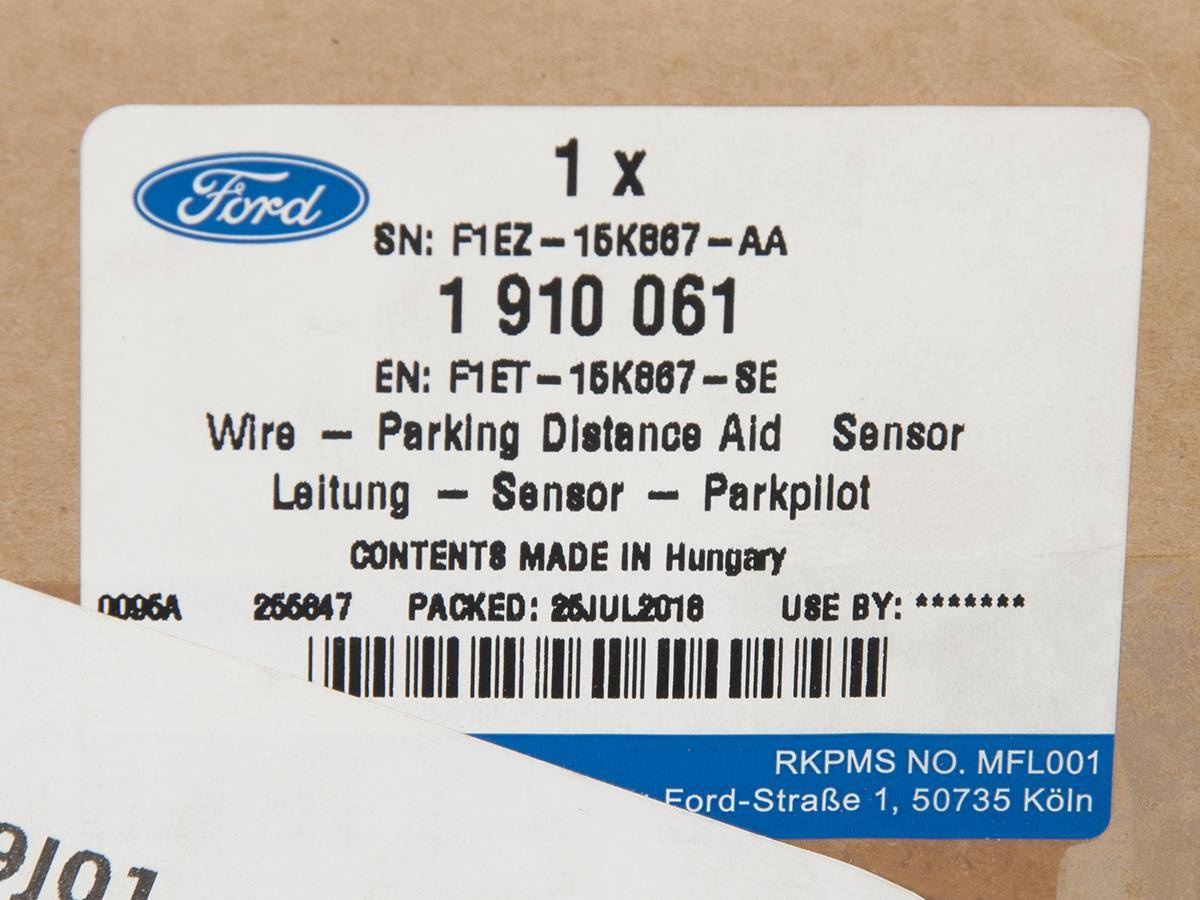 Ford
1 x
SN: F1EZ-15K867-AA
1 910 061
EN: F1ET-15K867-SE
Wire - Parking Distance Aid Sensor
Leitung - Sensor - Parkpilot
CONTENTS MADE IN Hungary
0095A 255647 PACKED: 25JUL2016 USE BY: *******
RKPMS NO. MFL001
Ford-Straße 1, 50735 Köln